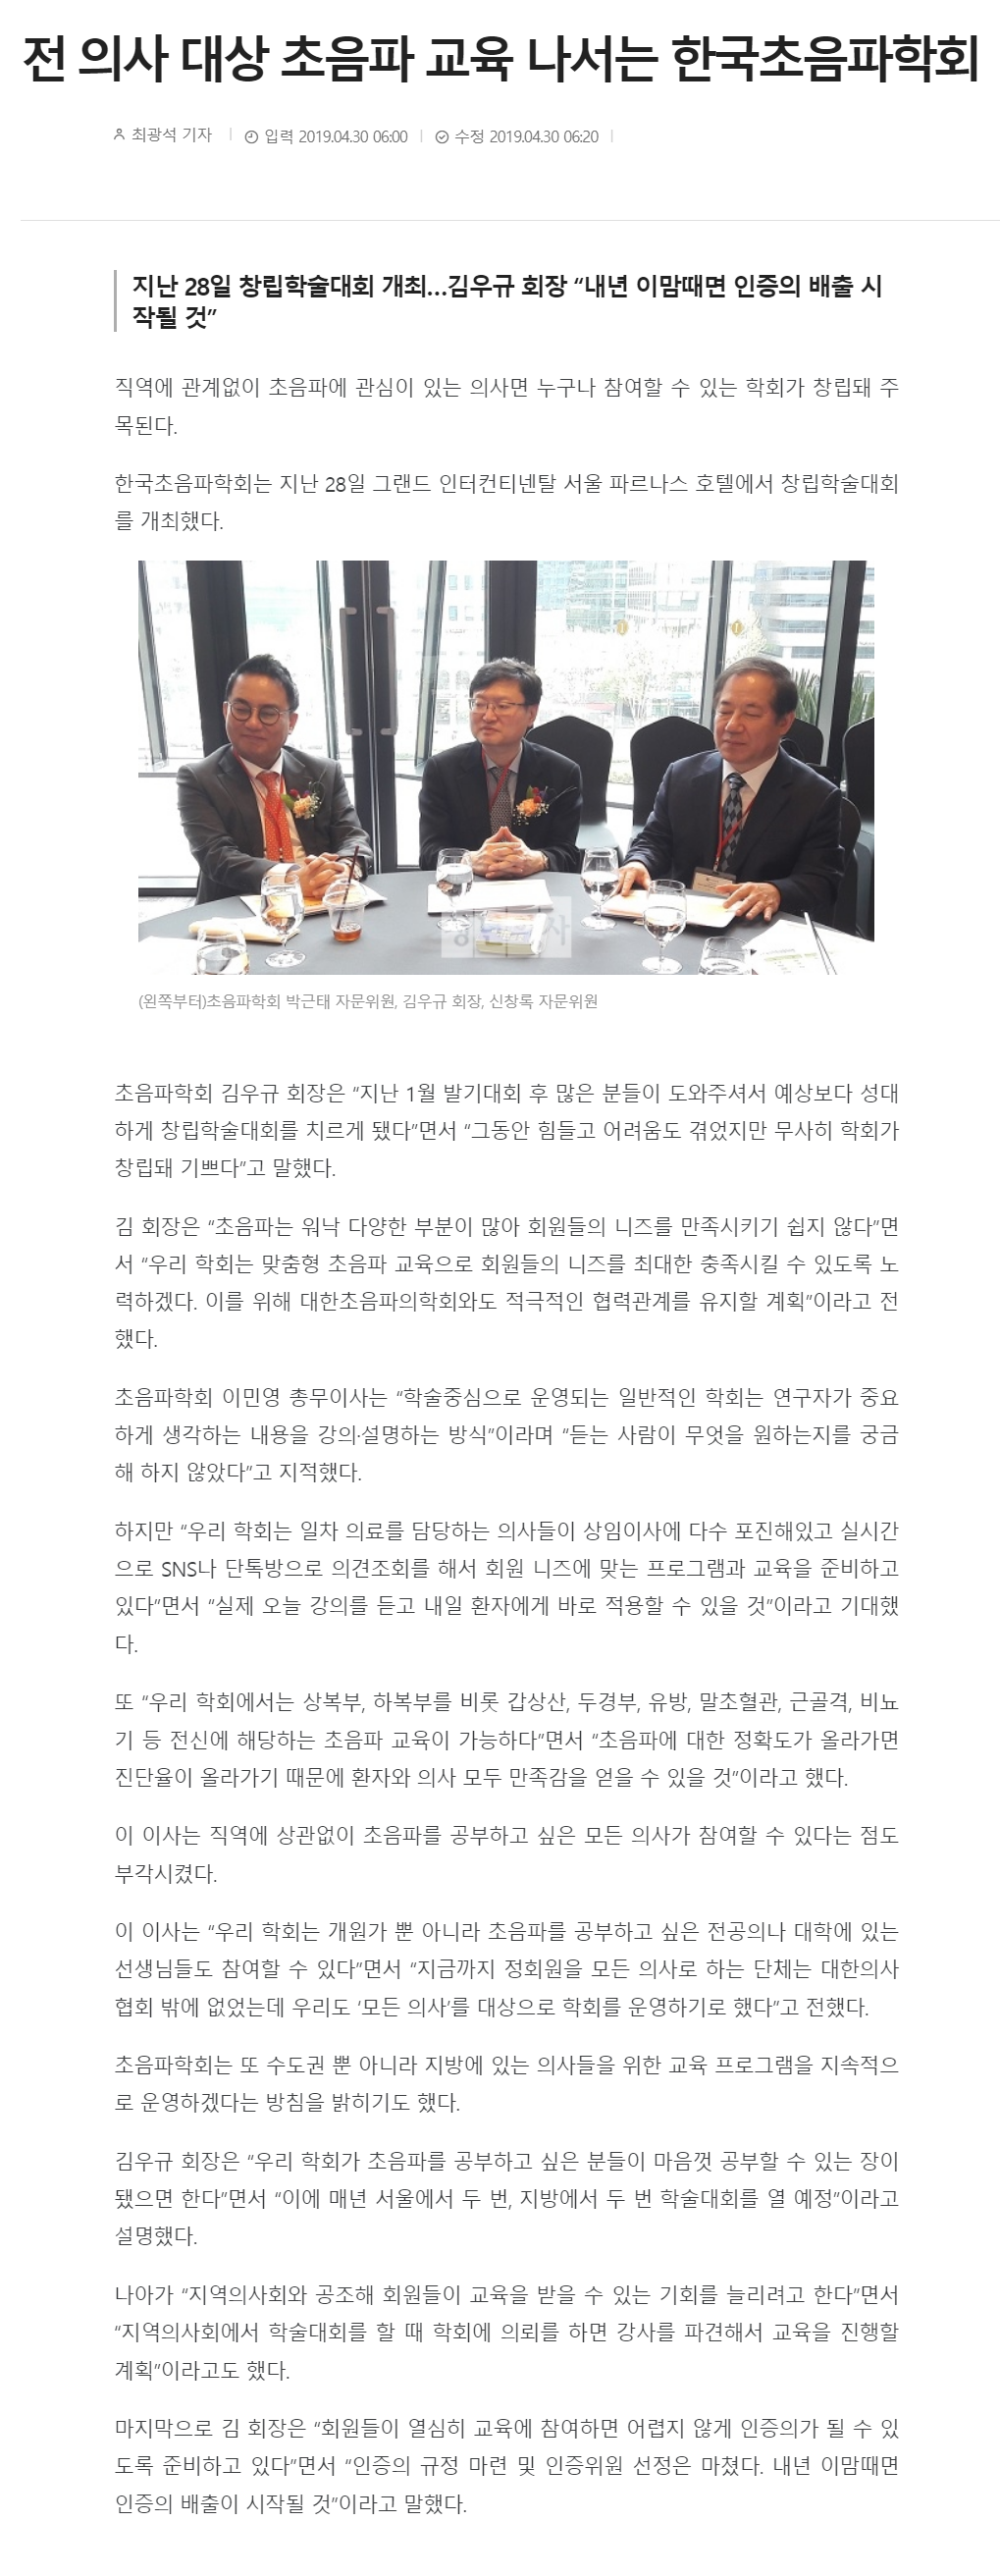 전 의사 대상 초음파 교육 나서는 한국초음파학회
최광석 기자 | 입력 2019.04.30 06:00 | 수정 2019.04.30 06:20 |
지난 28일 창립학술대회 개최…김우규 회장 “내년 이맘때면 인증의 배출 시
작될 것”
직역에 관계없이 초음파에 관심이 있는 의사면 누구나 참여할 수 있는 학회가 창립돼 주
목된다.
한국초음파학회는 지난 28일 그랜드 인터컨티넨탈 서울 파르나스 호텔에서 창립학술대회
를 개최했다.
(왼쪽부터)초음파학회 박근태 자문위원, 김우규 회장, 신창록 자문위원
초음파학회 김우규 회장은 “지난 1월 발기대회 후 많은 분들이 도와주셔서 예상보다 성대
하게 창립학술대회를 치르게 됐다”면서 “그동안 힘들고 어려움도 겪었지만 무사히 학회가
창립돼 기쁘다”고 말했다.
김 회장은 “초음파는 워낙 다양한 부분이 많아 회원들의 니즈를 만족시키기 쉽지 않다”면
서 “우리 학회는 맞춤형 초음파 교육으로 회원들의 니즈를 최대한 충족시킬 수 있도록 노
력하겠다. 이를 위해 대한초음파의학회와도 적극적인 협력관계를 유지할 계획”이라고 전
했다.
초음파학회 이민영 총무이사는 “학술중심으로 운영되는 일반적인 학회는 연구자가 중요
하게 생각하는 내용을 강의·설명하는 방식”이라며 “듣는 사람이 무엇을 원하는지를 궁금
해 하지 않았다”고 지적했다.
하지만 “우리 학회는 일차 의료를 담당하는 의사들이 상임이사에 다수 포진해있고 실시간
으로 SNS나 단톡방으로 의견조회를 해서 회원 니즈에 맞는 프로그램과 교육을 준비하고
있다”면서 “실제 오늘 강의를 듣고 내일 환자에게 바로 적용할 수 있을 것”이라고 기대했
다.
또 “우리 학회에서는 상복부, 하복부를 비롯 갑상산, 두경부, 유방, 말초혈관, 근골격, 비뇨
기 등 전신에 해당하는 초음파 교육이 가능하다”면서 “초음파에 대한 정확도가 올라가면
진단율이 올라가기 때문에 환자와 의사 모두 만족감을 얻을 수 있을 것”이라고 했다.
이 이사는 직역에 상관없이 초음파를 공부하고 싶은 모든 의사가 참여할 수 있다는 점도
부각시켰다.
이 이사는 “우리 학회는 개원가 뿐 아니라 초음파를 공부하고 싶은 전공의나 대학에 있는
선생님들도 참여할 수 있다”면서 “지금까지 정회원을 모든 의사로 하는 단체는 대한의사
협회 밖에 없었는데 우리도 ‘모든 의사’를 대상으로 학회를 운영하기로 했다”고 전했다.
초음파학회는 또 수도권 뿐 아니라 지방에 있는 의사들을 위한 교육 프로그램을 지속적으
로 운영하겠다는 방침을 밝히기도 했다.
김우규 회장은 “우리 학회가 초음파를 공부하고 싶은 분들이 마음껏 공부할 수 있는 장이
됐으면 한다”면서 “이에 매년 서울에서 두 번, 지방에서 두 번 학술대회를 열 예정”이라고
설명했다.
나아가 “지역의사회와 공조해 회원들이 교육을 받을 수 있는 기회를 늘리려고 한다”면서
“지역의사회에서 학술대회를 할 때 학회에 의뢰를 하면 강사를 파견해서 교육을 진행할
계획”이라고도 했다.
마지막으로 김 회장은 “회원들이 열심히 교육에 참여하면 어렵지 않게 인증의가 될 수 있
도록 준비하고 있다”면서 “인증의 규정 마련 및 인증위원 선정은 마쳤다. 내년 이맘때면
인증의 배출이 시작될 것”이라고 말했다.